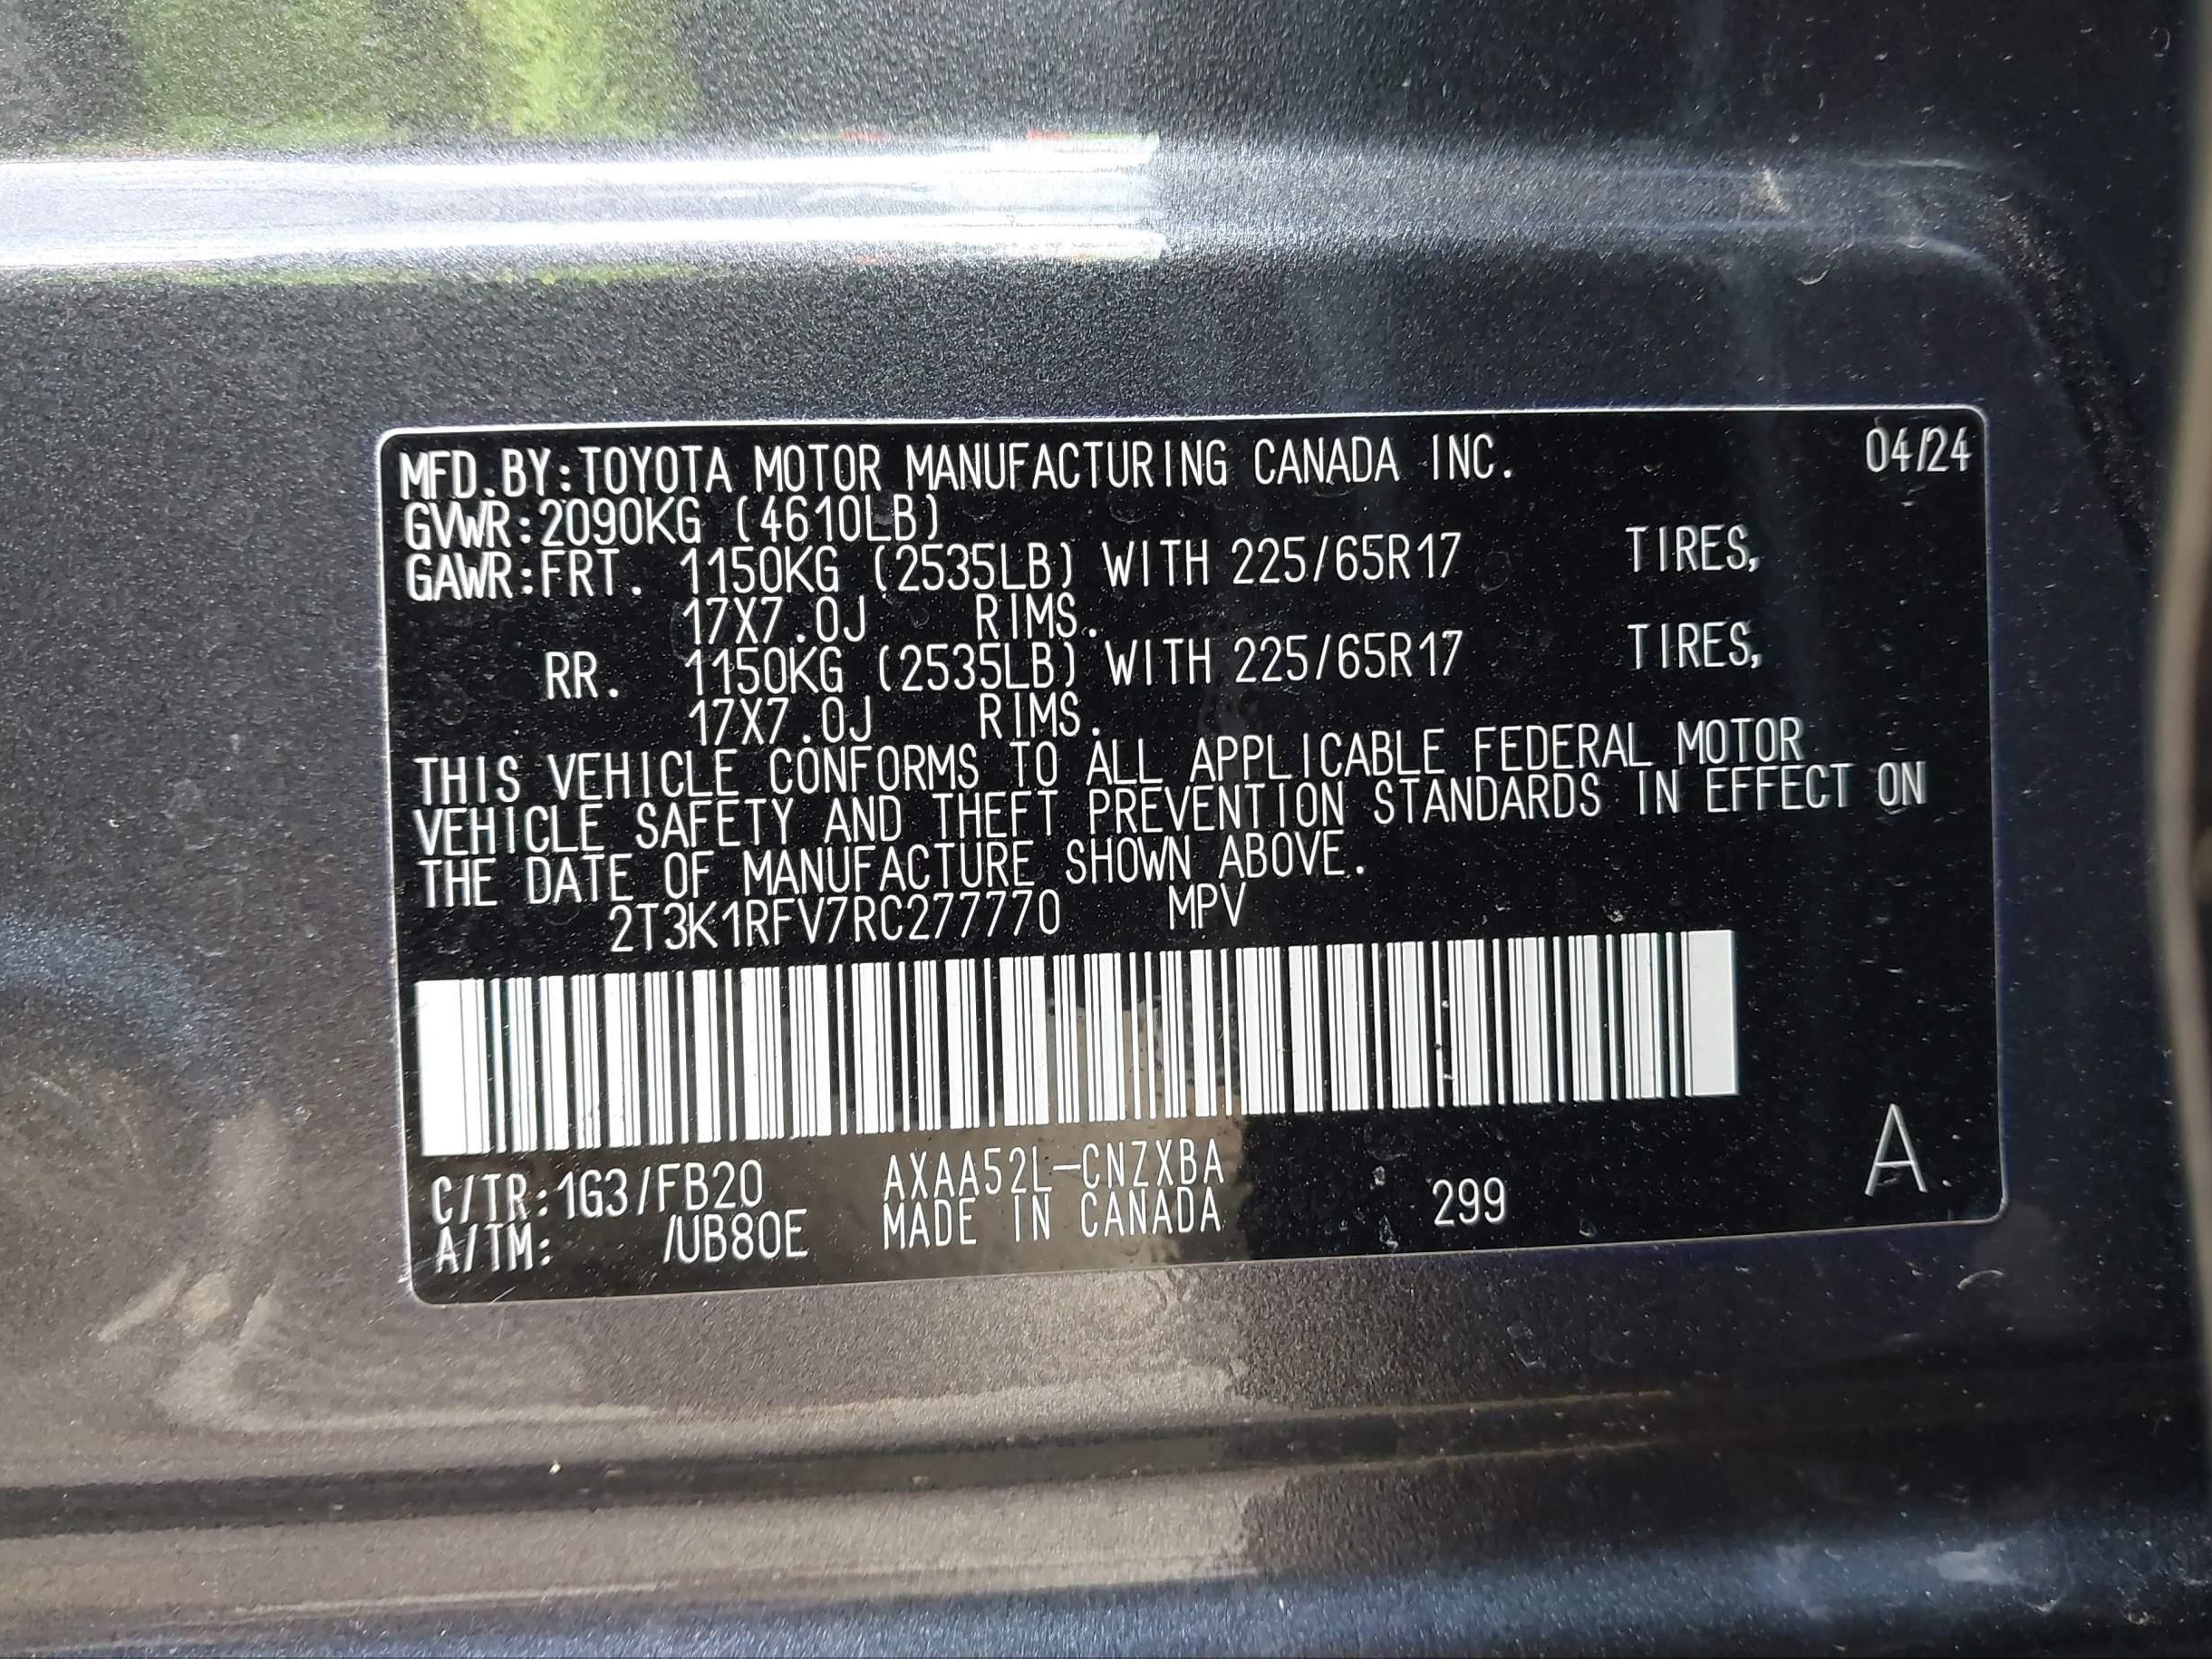 MFD.BY:TOYOTA MOTOR MANUFACTURING CANADA INC. 04/24
GVWR:2090KG (4610LB)
GAWR:FRT. 1150KG (2535LB) WITH 225/65R17 TIRES,
17X7.0J RIMS.
RR. 1150KG (2535LB) WITH 225/65R17 TIRES,
17X7.0J RIMS.
THIS VEHICLE CONFORMS TO ALL APPLICABLE FEDERAL MOTOR
VEHICLE SAFETY AND THEFT PREVENTION STANDARDS IN EFFECT ON
THE DATE OF MANUFACTURE SHOWN ABOVE.
2T3K1RFV7RC277770 MPV
C/TR:1G3/FB20 AXAA52L-CNZXBA
A/TM: /UB80E MADE IN CANADA 299 A